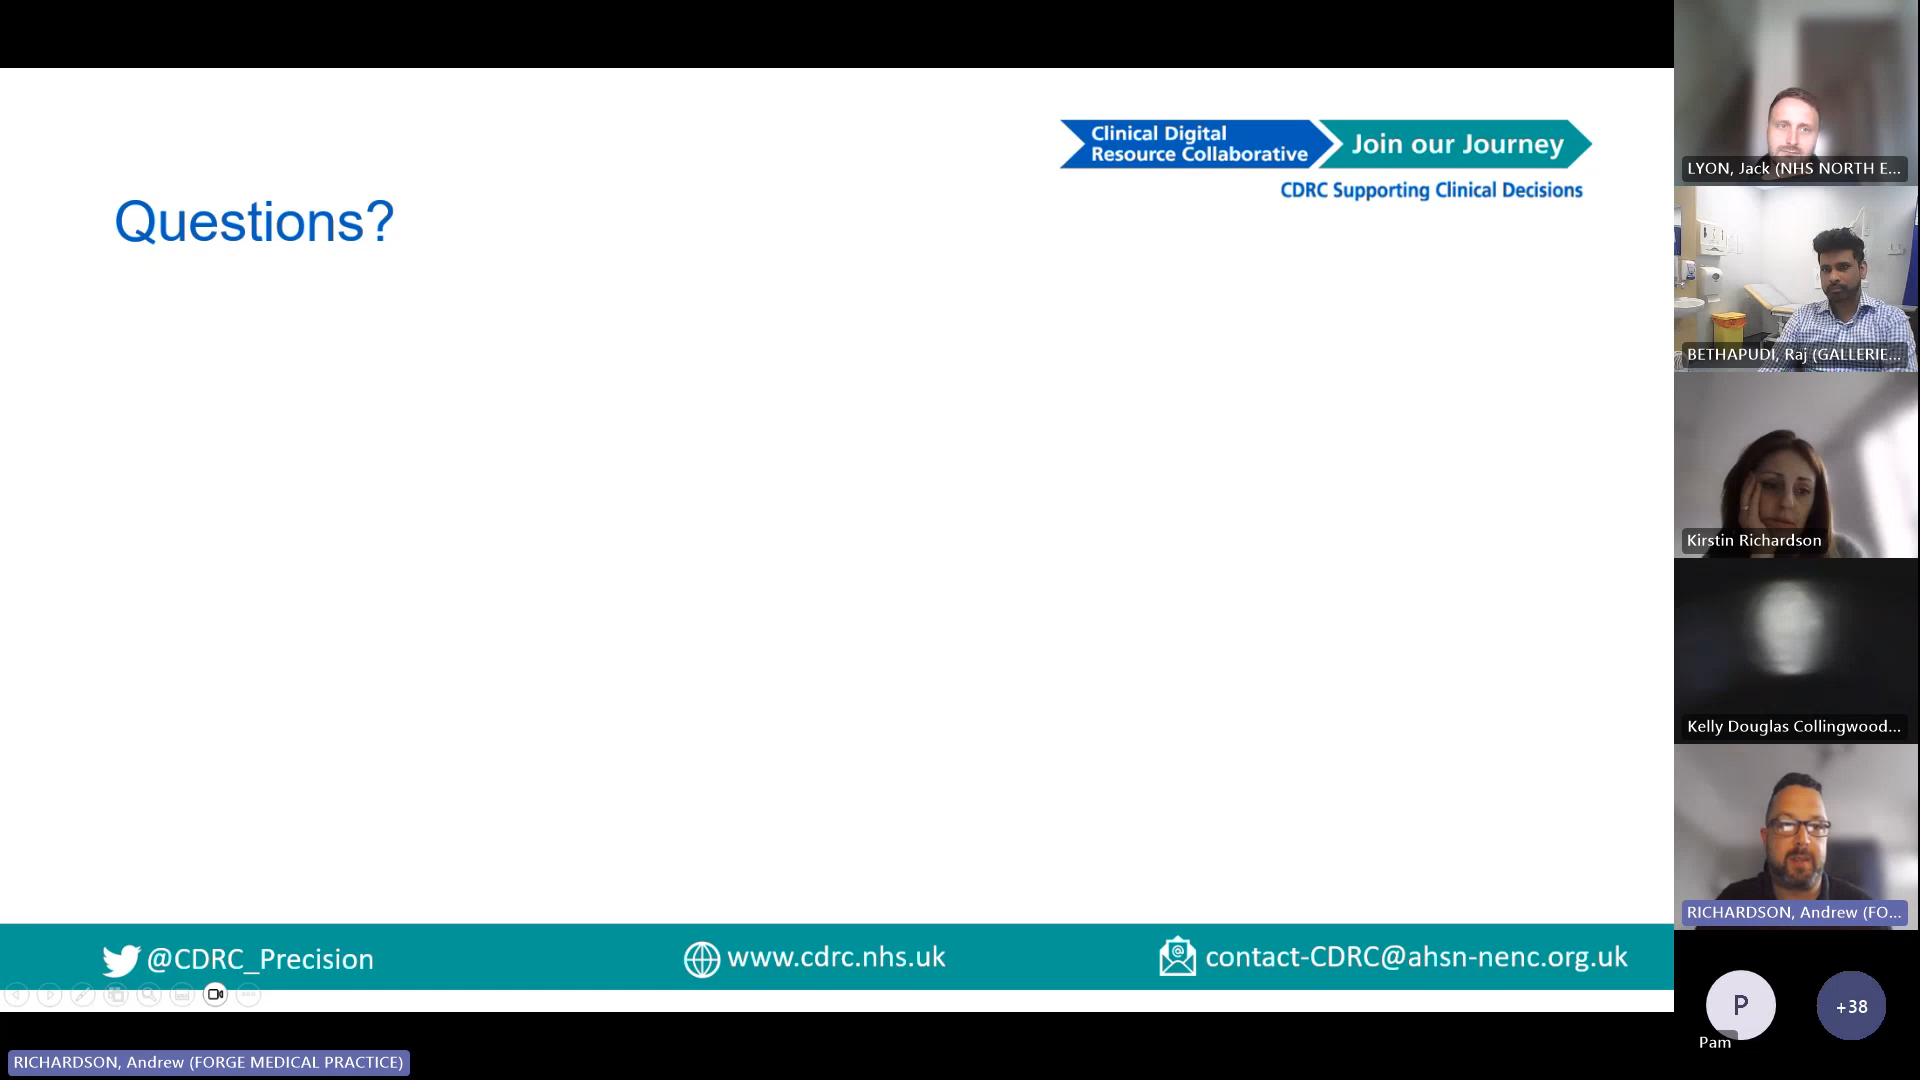 Clinical Digital
Resource Collaborative
Join our Journey
CDRC Supporting Clinical Decisions
Questions?
@CDRC_Precision
www.cdrc.nhs.uk
contact-CDRC@ahsn-nenc.org.uk
RICHARDSON, Andrew (FORGE MEDICAL PRACTICE)
LYON, Jack (NHS NORTH E...
BETHAPUDI, Raj (GALLERIE...
Kirstin Richardson
Kelly Douglas Collingwood...
RICHARDSON, Andrew (FO...
P
Pam
+38